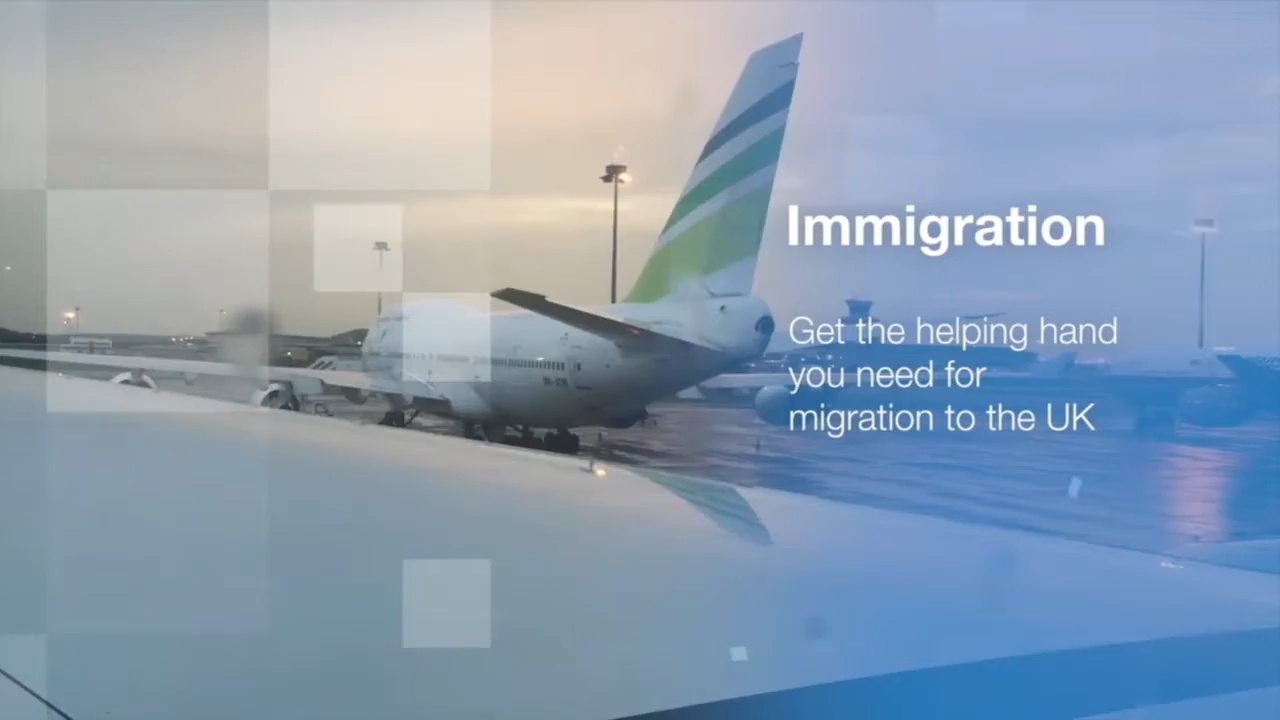 Immigration
Get the helping hand
you need for
migration to the UK